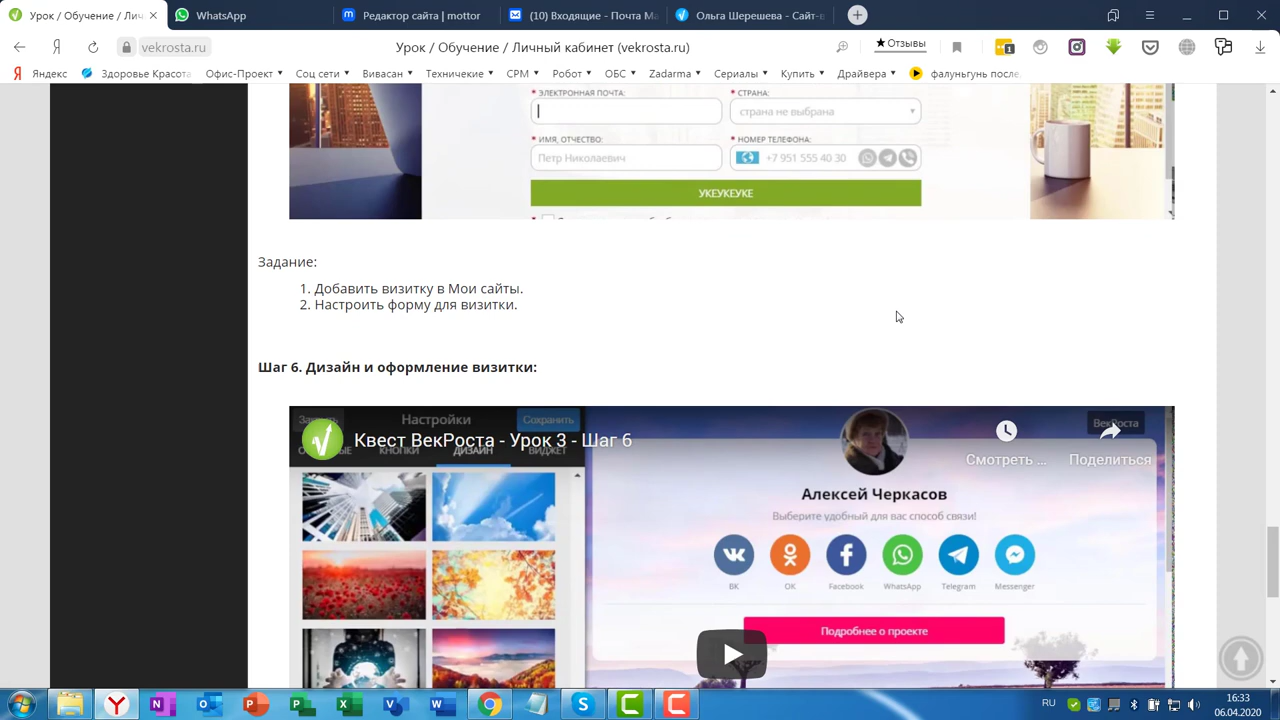 Урок / Обучение / Лич
WhatsApp
Редактор сайта | mottor
(10) Входящие - Почта Ма
Ольга Шерешева - Сайт-в
vekrosta.ru
Урок / Обучение / Личный кабинет (vekrosta.ru)
★Отзывы
1
Яндекс
Здоровье Красота
Офис-Проект
Соц сети
Вивасан
Техничекие
СРМ
Робот
ОБС
Zadarma
Сериалы
Купить
Драйвера
фалуньгунь после
* ЭЛЕКТРОННАЯ ПОЧТА:
* СТРАНА:
страна не выбрана
* ИМЯ, ОТЧЕСТВО:
* НОМЕР ТЕЛЕФОНА:
Петр Николаевич
+7 951 555 40 30
УКЕУКЕУКЕ
Задание:
1. Добавить визитку в Мои сайты.
2. Настроить форму для визитки.
Шаг 6. Дизайн и оформление визитки:
Настройки
Сохранить
ВекРоста
Квест ВекРоста - Урок 3 - Шаг 6
КНОПКИ
ДИЗАЙН
ВИДЖЕТ
Смотреть ...
Поделиться
Алексей Черкасов
Выберите удобный для вас способ связи!
ВК
ОК
Facebook
WhatsApp
Telegram
Messenger
Подробнее о проекте
RU
16:33
06.04.2020